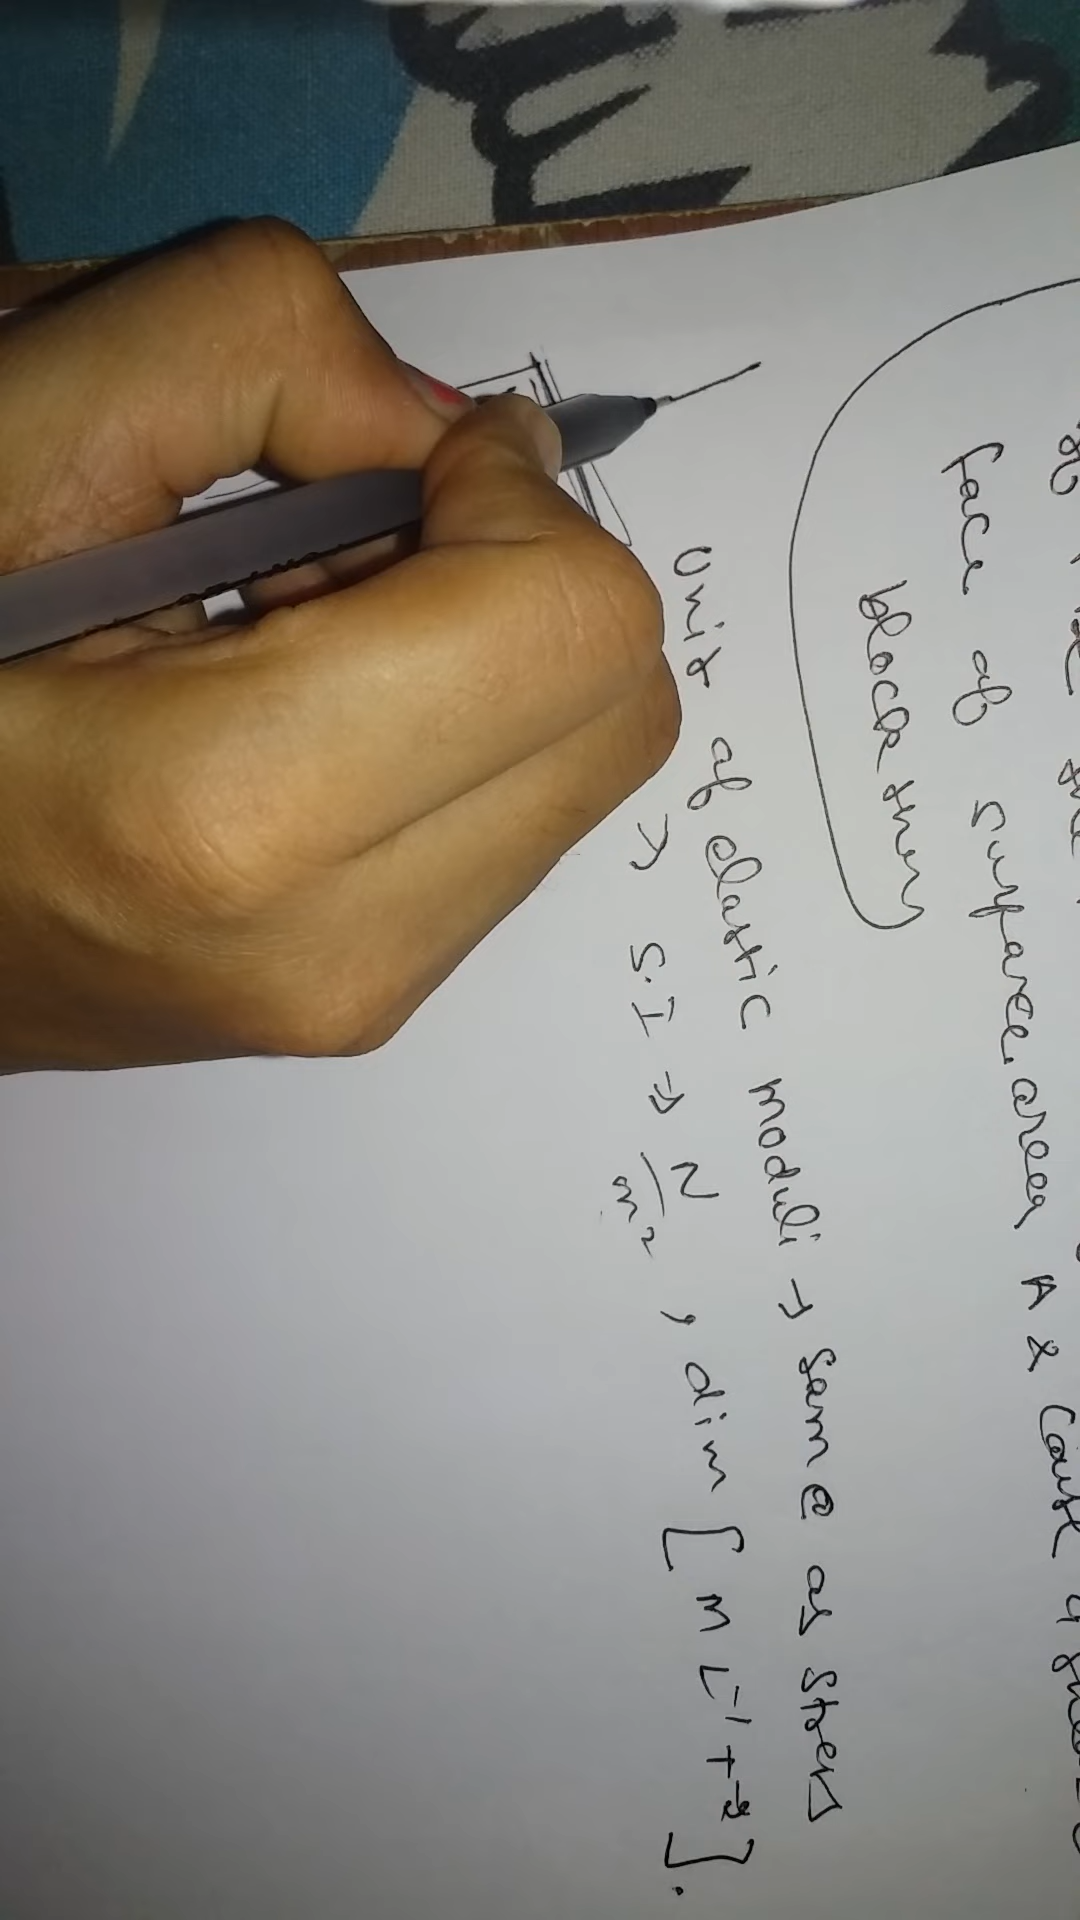 face of surface area A & cause a
block then
Unit of elastic moduli → same as stress
→ S.I → N/m², dim [M L⁻¹ T⁻²].